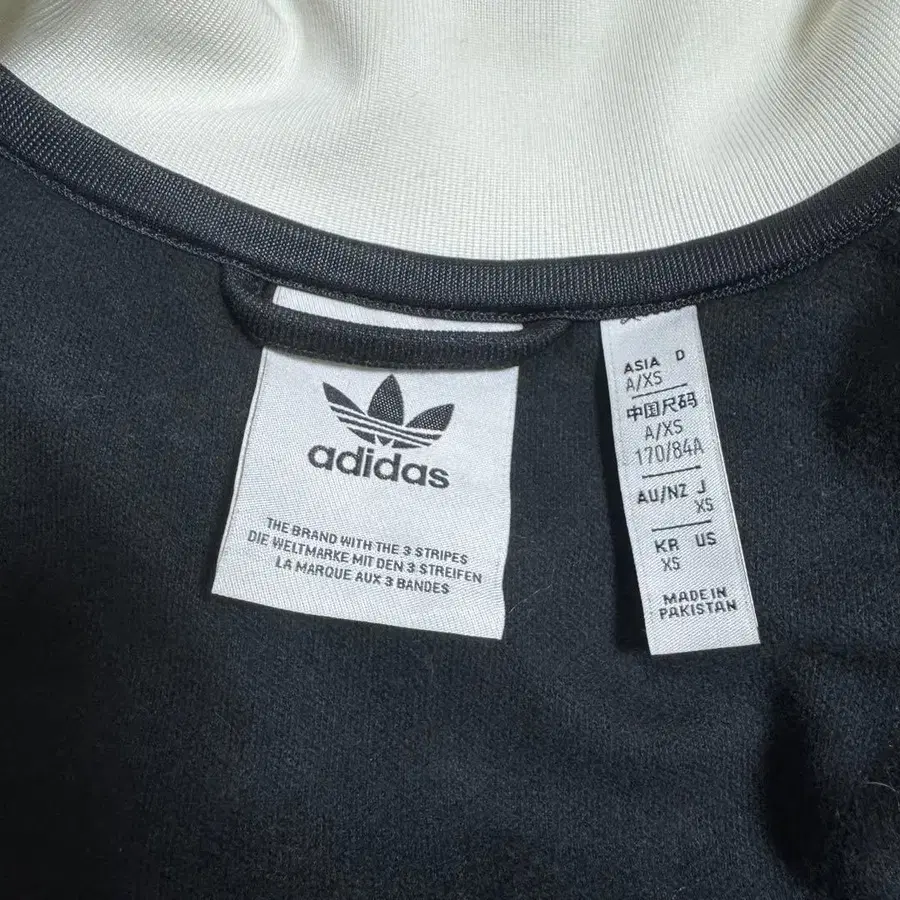 adidas
THE BRAND WITH THE 3 STRIPES
DIE WELTMARKE MIT DEN 3 STREIFEN
LA MARQUE AUX 3 BANDES
ASIA D
A/XS
中国尺码
A/XS
170/84A
AU/NZ J
XS
KR US
XS
MADE IN
PAKISTAN